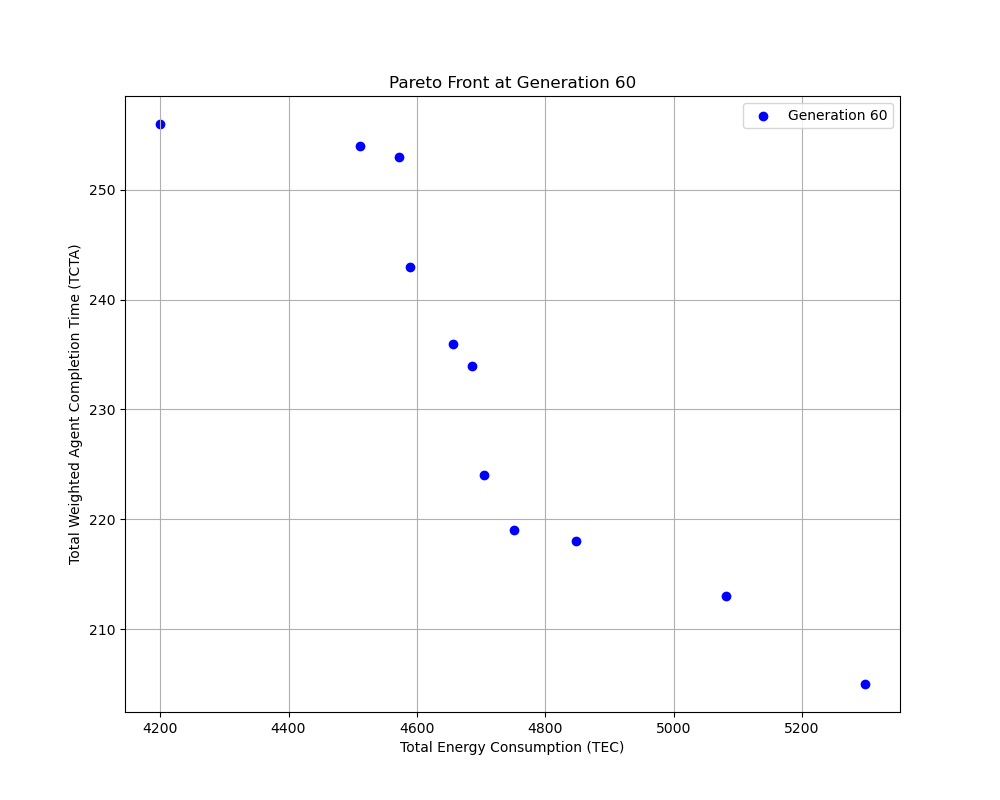 Pareto Front at Generation 60
Generation 60
250
240
230
220
210
Total Weighted Agent Completion Time (TCTA)
4200 4400 4600 4800 5000 5200
Total Energy Consumption (TEC)